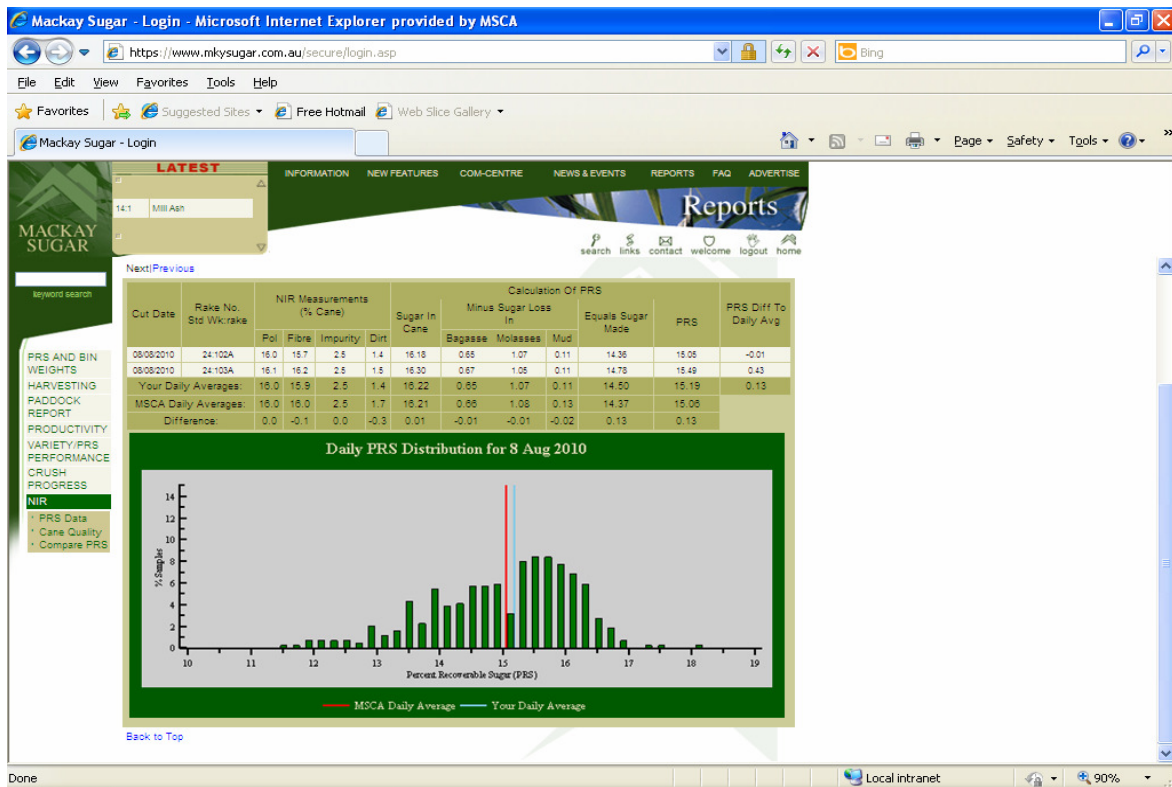 Mackay Sugar - Login - Microsoft Internet Explorer provided by MSCA
https://www.mkysugar.com.au/secure/login.asp
Bing
File Edit View Favorites Tools Help
Favorites Suggested Sites Free Hotmail Web Slice Gallery
Mackay Sugar - Login
Page Safety Tools
LATEST
14:1 Mill Ash
INFORMATION NEW FEATURES COM-CENTRE NEWS & EVENTS REPORTS FAQ ADVERTISE
Reports
MACKAY
SUGAR
search links contact welcome logout home
keyword search
Next|Previous
PRS AND BIN
WEIGHTS
HARVESTING
PADDOCK
REPORT
PRODUCTIVITY
VARIETY/PRS
PERFORMANCE
CRUSH
PROGRESS
NIR
PRS Data
Cane Quality
Compare PRS
Cut Date Rake No. Std Wk:rake NIR Measurements (% Cane) Calculation Of PRS PRS Diff To Daily Avg
Sugar In Cane Minus Sugar Loss In Equals Sugar Made PRS
Pol Fibre Impurity Dirt Bagasse Molasses Mud
08/08/2010 24:102A 16.0 15.7 2.5 1.4 16.18 0.65 1.07 0.11 14.36 15.05 -0.01
08/08/2010 24:103A 16.1 16.2 2.5 1.5 16.30 0.67 1.05 0.11 14.78 15.49 0.43
Your Daily Averages: 16.0 15.9 2.5 1.4 16.22 0.65 1.07 0.11 14.50 15.19 0.13
MSCA Daily Averages: 16.0 16.0 2.5 1.7 16.21 0.66 1.08 0.13 14.37 15.06
Difference: 0.0 -0.1 0.0 -0.3 0.01 -0.01 -0.01 -0.02 0.13 0.13
Daily PRS Distribution for 8 Aug 2010
% Samples
14
12
10
8
6
4
2
0
10 11 12 13 14 15 16 17 18 19
Percent Recoverable Sugar (PRS)
MSCA Daily Average Your Daily Average
Back to Top
Done Local intranet 90%